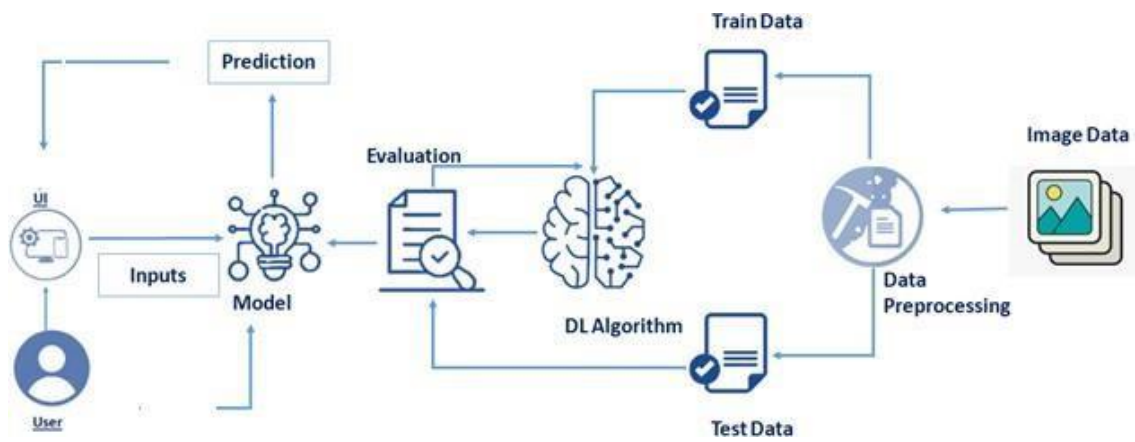 Train Data
Prediction
Image Data
Evaluation
UI
Inputs
Model
Data
Preprocessing
DL Algorithm
User
Test Data